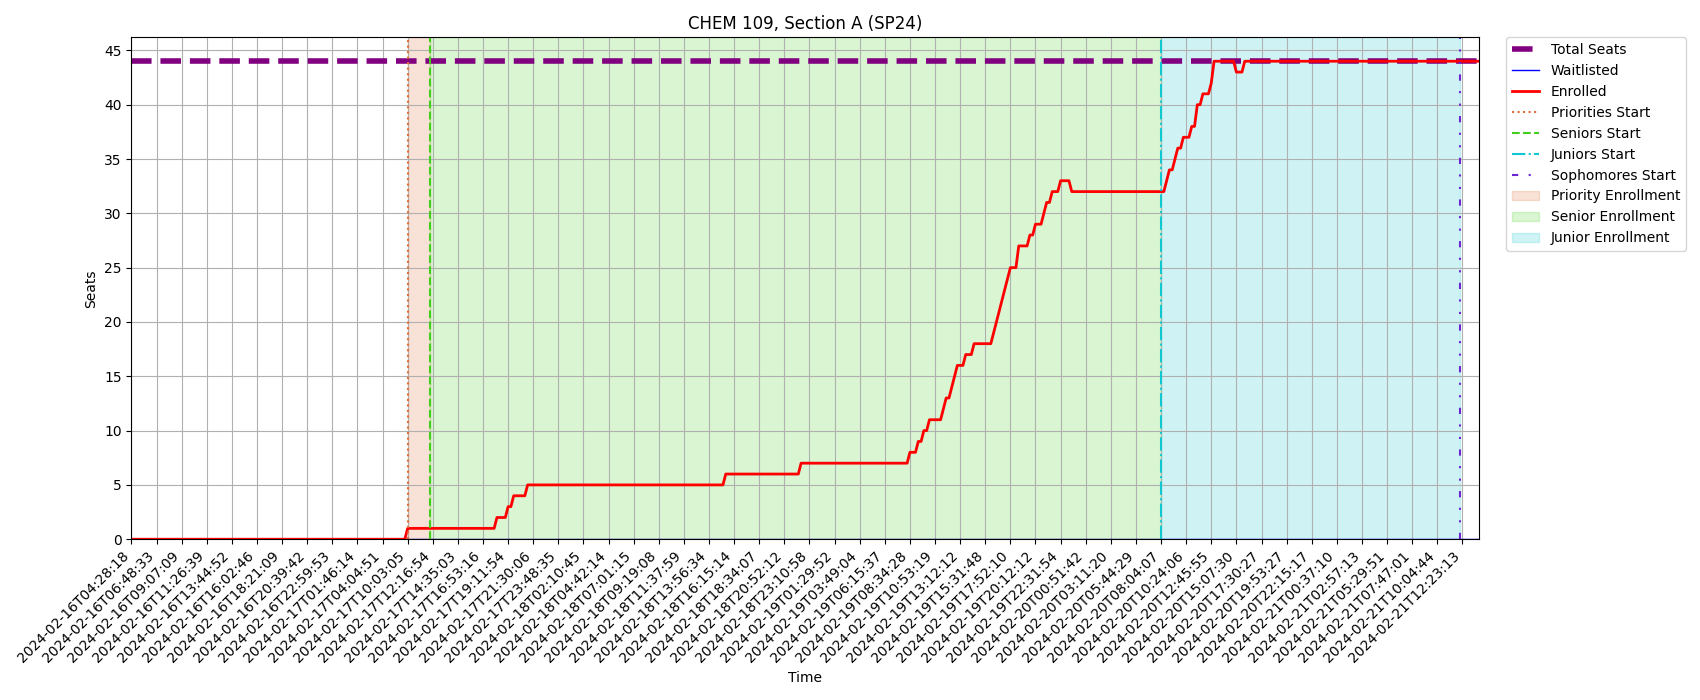 CHEM 109, Section A (SP24)
Seats
45
40
35
30
25
20
15
10
5
0
2024-02-16T04:28:18
2024-02-16T06:48:33
2024-02-16T09:07:09
2024-02-16T11:26:39
2024-02-16T13:44:52
2024-02-16T16:02:46
2024-02-16T18:21:09
2024-02-16T20:39:42
2024-02-16T22:59:53
2024-02-17T01:46:14
2024-02-17T04:04:51
2024-02-17T10:03:05
2024-02-17T12:16:54
2024-02-17T14:35:03
2024-02-17T16:53:16
2024-02-17T19:11:54
2024-02-17T21:30:06
2024-02-17T23:48:35
2024-02-18T02:10:45
2024-02-18T04:42:14
2024-02-18T07:01:15
2024-02-18T09:19:08
2024-02-18T11:37:59
2024-02-18T13:56:34
2024-02-18T16:15:14
2024-02-18T18:34:07
2024-02-18T20:52:12
2024-02-18T23:10:58
2024-02-19T01:29:52
2024-02-19T03:49:04
2024-02-19T06:15:37
2024-02-19T08:34:28
2024-02-19T10:53:19
2024-02-19T13:12:12
2024-02-19T15:31:48
2024-02-19T17:52:10
2024-02-19T20:12:12
2024-02-19T22:31:54
2024-02-20T00:51:42
2024-02-20T03:11:20
2024-02-20T05:44:29
2024-02-20T08:04:07
2024-02-20T10:24:06
2024-02-20T12:45:55
2024-02-20T15:07:30
2024-02-20T17:30:27
2024-02-20T19:53:27
2024-02-20T22:15:17
2024-02-21T00:37:10
2024-02-21T02:57:13
2024-02-21T05:29:51
2024-02-21T07:47:01
2024-02-21T10:04:44
2024-02-21T12:23:13
Time
Total Seats
Waitlisted
Enrolled
Priorities Start
Seniors Start
Juniors Start
Sophomores Start
Priority Enrollment
Senior Enrollment
Junior Enrollment